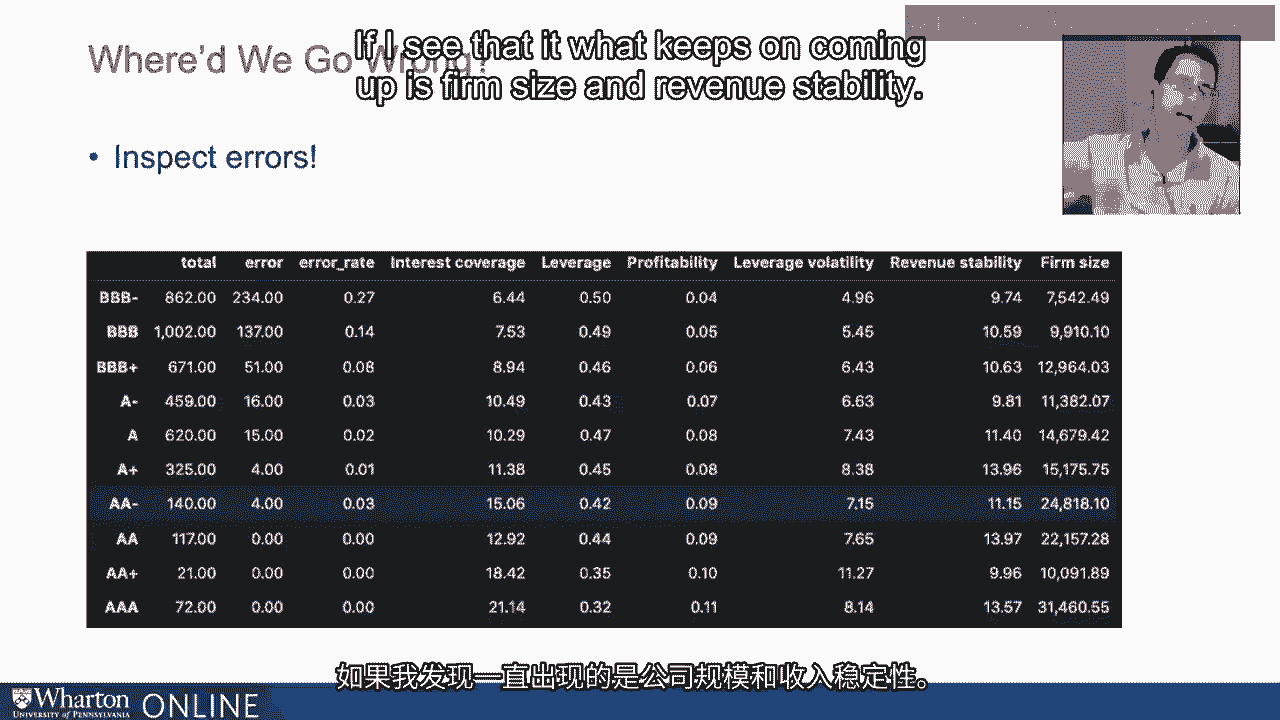 Where'd We Go Wrong?
If I see that it what keeps on coming
up is firm size and revenue stability.
• Inspect errors!
total error error_rate Interest coverage Leverage Profitability Leverage volatility Revenue stability Firm size
BBB- 862.00 234.00 0.27 6.44 0.50 0.04 4.96 9.74 7,542.49
BBB 1,002.00 137.00 0.14 7.53 0.49 0.05 5.45 10.59 9,910.10
BBB+ 671.00 51.00 0.08 8.94 0.46 0.06 6.43 10.63 12,964.03
A- 459.00 16.00 0.03 10.49 0.43 0.07 6.63 9.81 11,382.07
A 620.00 15.00 0.02 10.29 0.47 0.08 7.43 11.40 14,679.42
A+ 325.00 4.00 0.01 11.38 0.45 0.08 8.38 13.96 15,175.75
AA- 140.00 4.00 0.03 15.06 0.42 0.09 7.15 11.15 24,818.10
AA 117.00 0.00 0.00 12.92 0.44 0.09 7.65 13.97 22,157.28
AA+ 21.00 0.00 0.00 18.42 0.35 0.10 11.27 9.96 10,091.89
AAA 72.00 0.00 0.00 21.14 0.32 0.11 8.14 13.57 31,460.55
如果我发现一直出现的是公司规模和收入稳定性。
Wharton ONLINE
UNIVERSITY of PENNSYLVANIA